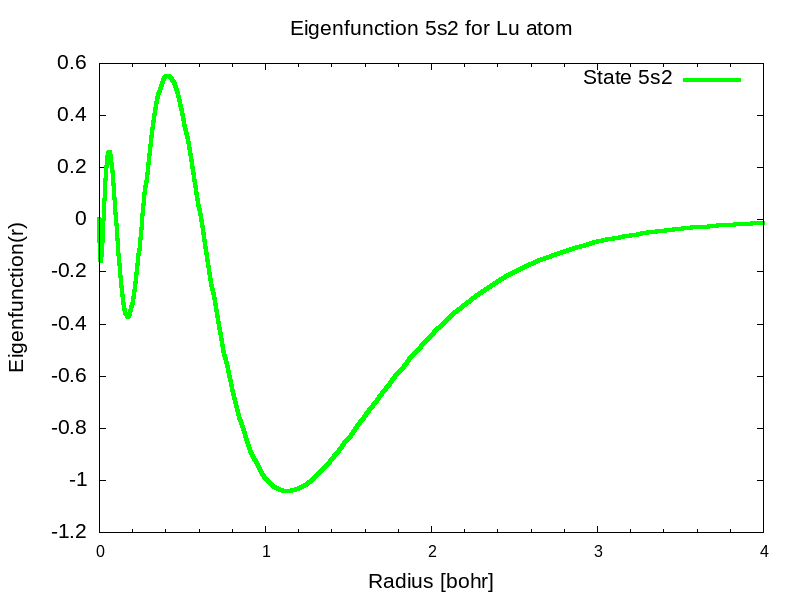 Eigenfunction 5s2 for Lu atom
State 5s2
0.6
0.4
0.2
0
-0.2
-0.4
-0.6
-0.8
-1
-1.2
Eigenfunction(r)
0 1 2 3 4
Radius [bohr]